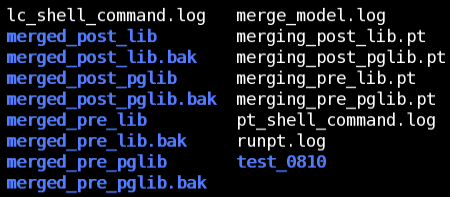 lc_shell_command.log merge_model.log
merged_post_lib merging_post_lib.pt
merged_post_lib.bak merging_post_pglib.pt
merged_post_pglib merging_pre_lib.pt
merged_post_pglib.bak merging_pre_pglib.pt
merged_pre_lib pt_shell_command.log
merged_pre_lib.bak runpt.log
merged_pre_pglib test_0810
merged_pre_pglib.bak